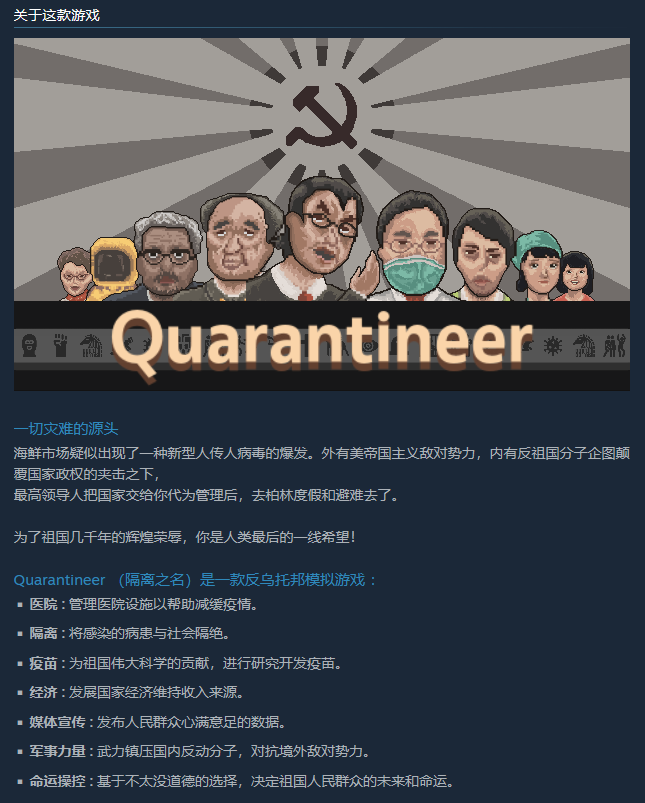 关于这款游戏
Quarantineer
一切灾难的源头
海鲜市场疑似出现了一种新型人传人病毒的爆发。外有美帝国主义敌对势力，内有反祖国分子企图颠
覆国家政权的夹击之下，
最高领导人把国家交给你代为管理后，去柏林度假和避难去了。
为了祖国几千年的辉煌荣辱，你是人类最后的一线希望！
Quarantineer （隔离之名）是一款反乌托邦模拟游戏：
▪ 医院 : 管理医院设施以帮助减缓疫情。
▪ 隔离 : 将感染的病患与社会隔绝。
▪ 疫苗 : 为祖国伟大科学的贡献，进行研究开发疫苗。
▪ 经济 : 发展国家经济维持收入来源。
▪ 媒体宣传 : 发布人民群众心满意足的数据。
▪ 军事力量 : 武力镇压国内反动分子，对抗境外敌对势力。
▪ 命运操控 : 基于不太没道德的选择，决定祖国人民群众的未来和命运。